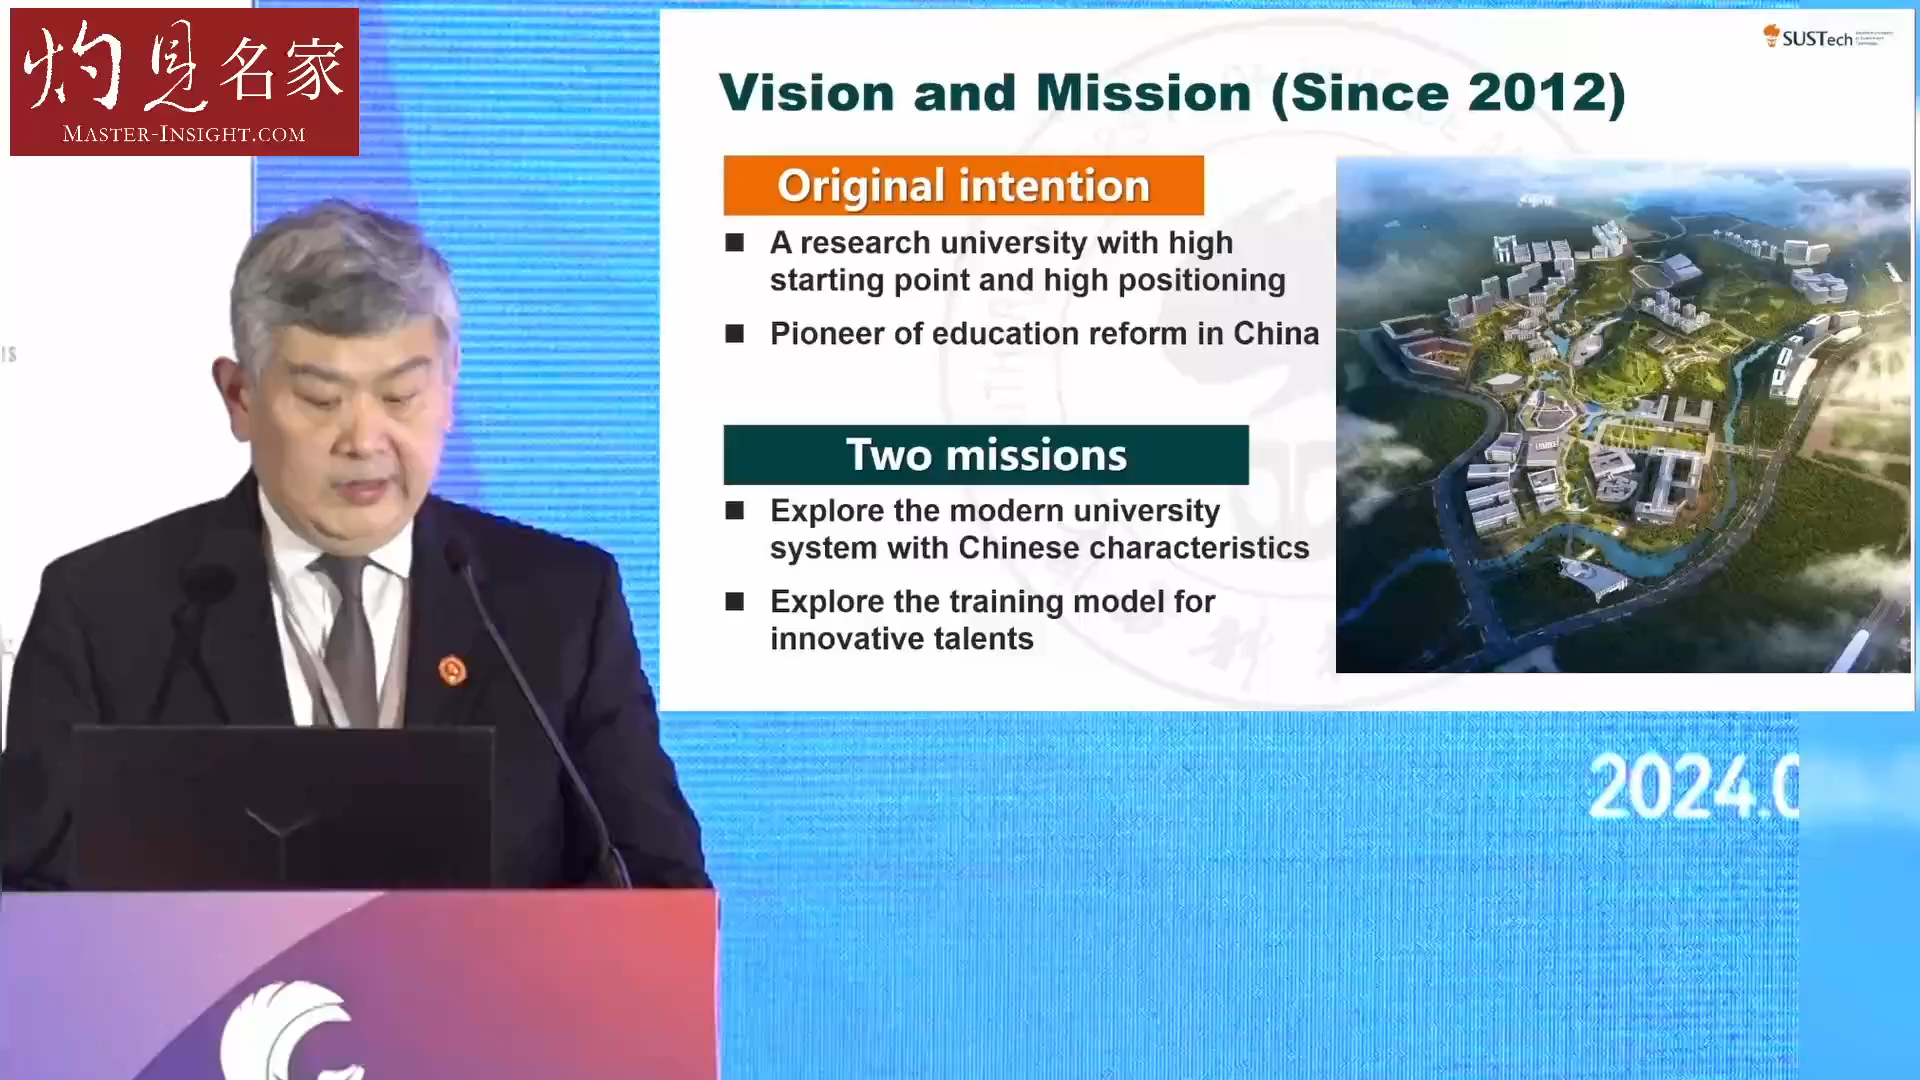 灼見名家
MASTER-INSIGHT.COM
SUSTech
Vision and Mission (Since 2012)
Original intention
■ A research university with high
starting point and high positioning
■ Pioneer of education reform in China
Two missions
■ Explore the modern university
system with Chinese characteristics
■ Explore the training model for
innovative talents
2024.0